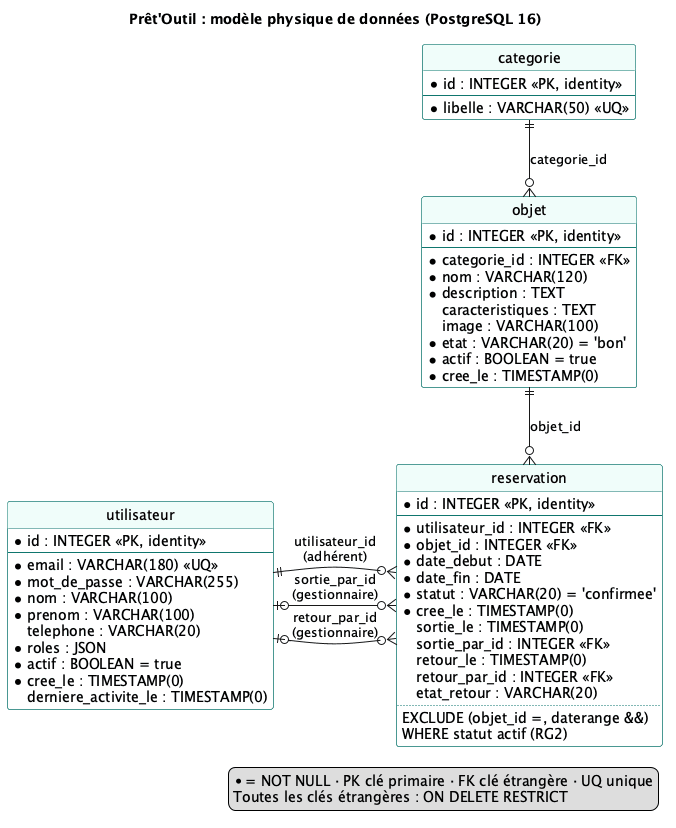 Prêt'Outil : modèle physique de données (PostgreSQL 16)
categorie
● id : INTEGER «PK, identity»
● libelle : VARCHAR(50) «UQ»
categorie_id
objet
● id : INTEGER «PK, identity»
● categorie_id : INTEGER «FK»
● nom : VARCHAR(120)
● description : TEXT
caracteristiques : TEXT
image : VARCHAR(100)
● etat : VARCHAR(20) = 'bon'
● actif : BOOLEAN = true
● cree_le : TIMESTAMP(0)
objet_id
utilisateur
● id : INTEGER «PK, identity»
● email : VARCHAR(180) «UQ»
● mot_de_passe : VARCHAR(255)
● nom : VARCHAR(100)
● prenom : VARCHAR(100)
telephone : VARCHAR(20)
● roles : JSON
● actif : BOOLEAN = true
● cree_le : TIMESTAMP(0)
derniere_activite_le : TIMESTAMP(0)
utilisateur_id
(adhérent)
sortie_par_id
(gestionnaire)
retour_par_id
(gestionnaire)
reservation
● id : INTEGER «PK, identity»
● utilisateur_id : INTEGER «FK»
● objet_id : INTEGER «FK»
● date_debut : DATE
● date_fin : DATE
● statut : VARCHAR(20) = 'confirmee'
● cree_le : TIMESTAMP(0)
sortie_le : TIMESTAMP(0)
sortie_par_id : INTEGER «FK»
retour_le : TIMESTAMP(0)
retour_par_id : INTEGER «FK»
etat_retour : VARCHAR(20)
EXCLUDE (objet_id =, daterange &&)
WHERE statut actif (RG2)
• = NOT NULL · PK clé primaire · FK clé étrangère · UQ unique
Toutes les clés étrangères : ON DELETE RESTRICT